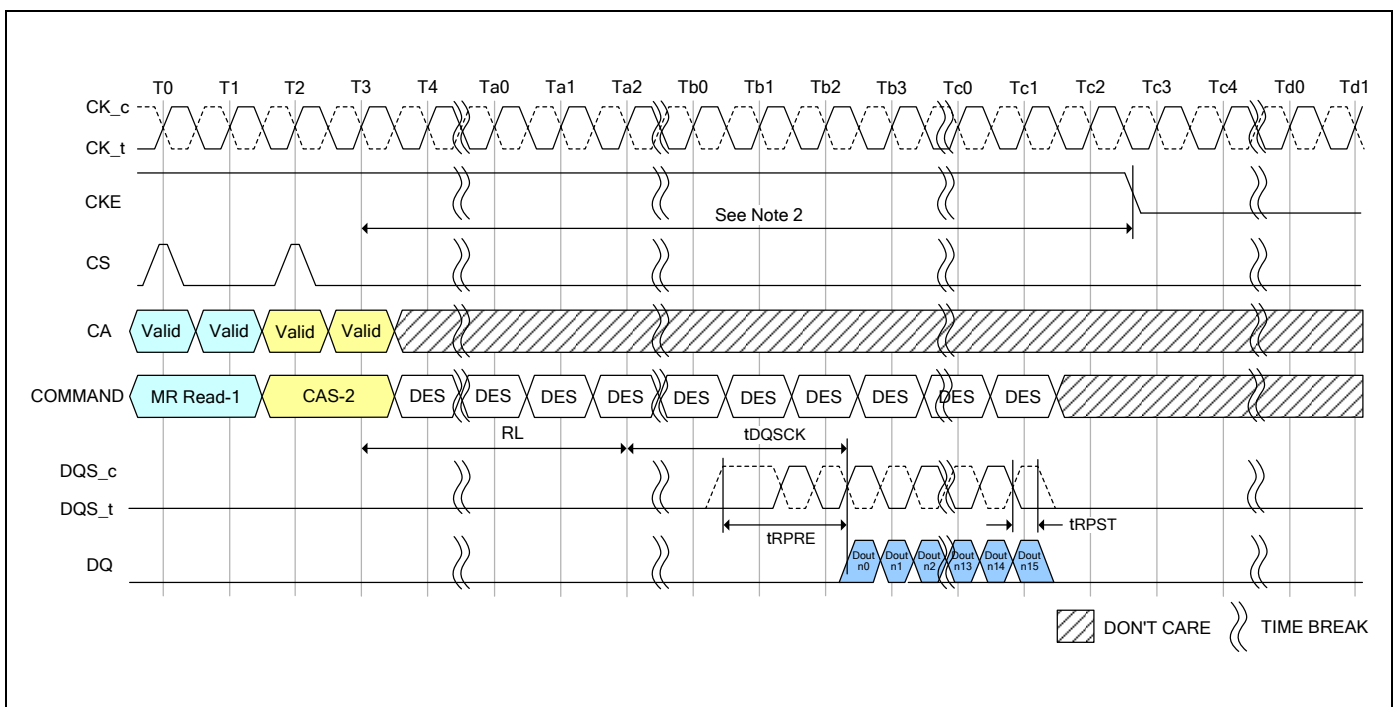 T0 T1 T2 T3 T4 Ta0 Ta1 Ta2 Tb0 Tb1 Tb2 Tb3 Tc0 Tc1 Tc2 Tc3 Tc4 Td0 Td1
CK_c
CK_t
CKE
See Note 2
CS
CA Valid Valid Valid Valid
COMMAND MR Read-1 CAS-2 DES DES DES DES DES DES DES DES DES DES
RL tDQSCK
DQS_c
DQS_t
tRPRE tRPST
DQ
Dout n0 Dout n1 Dout n2 Dout n13 Dout n14 Dout n15
DON'T CARE TIME BREAK